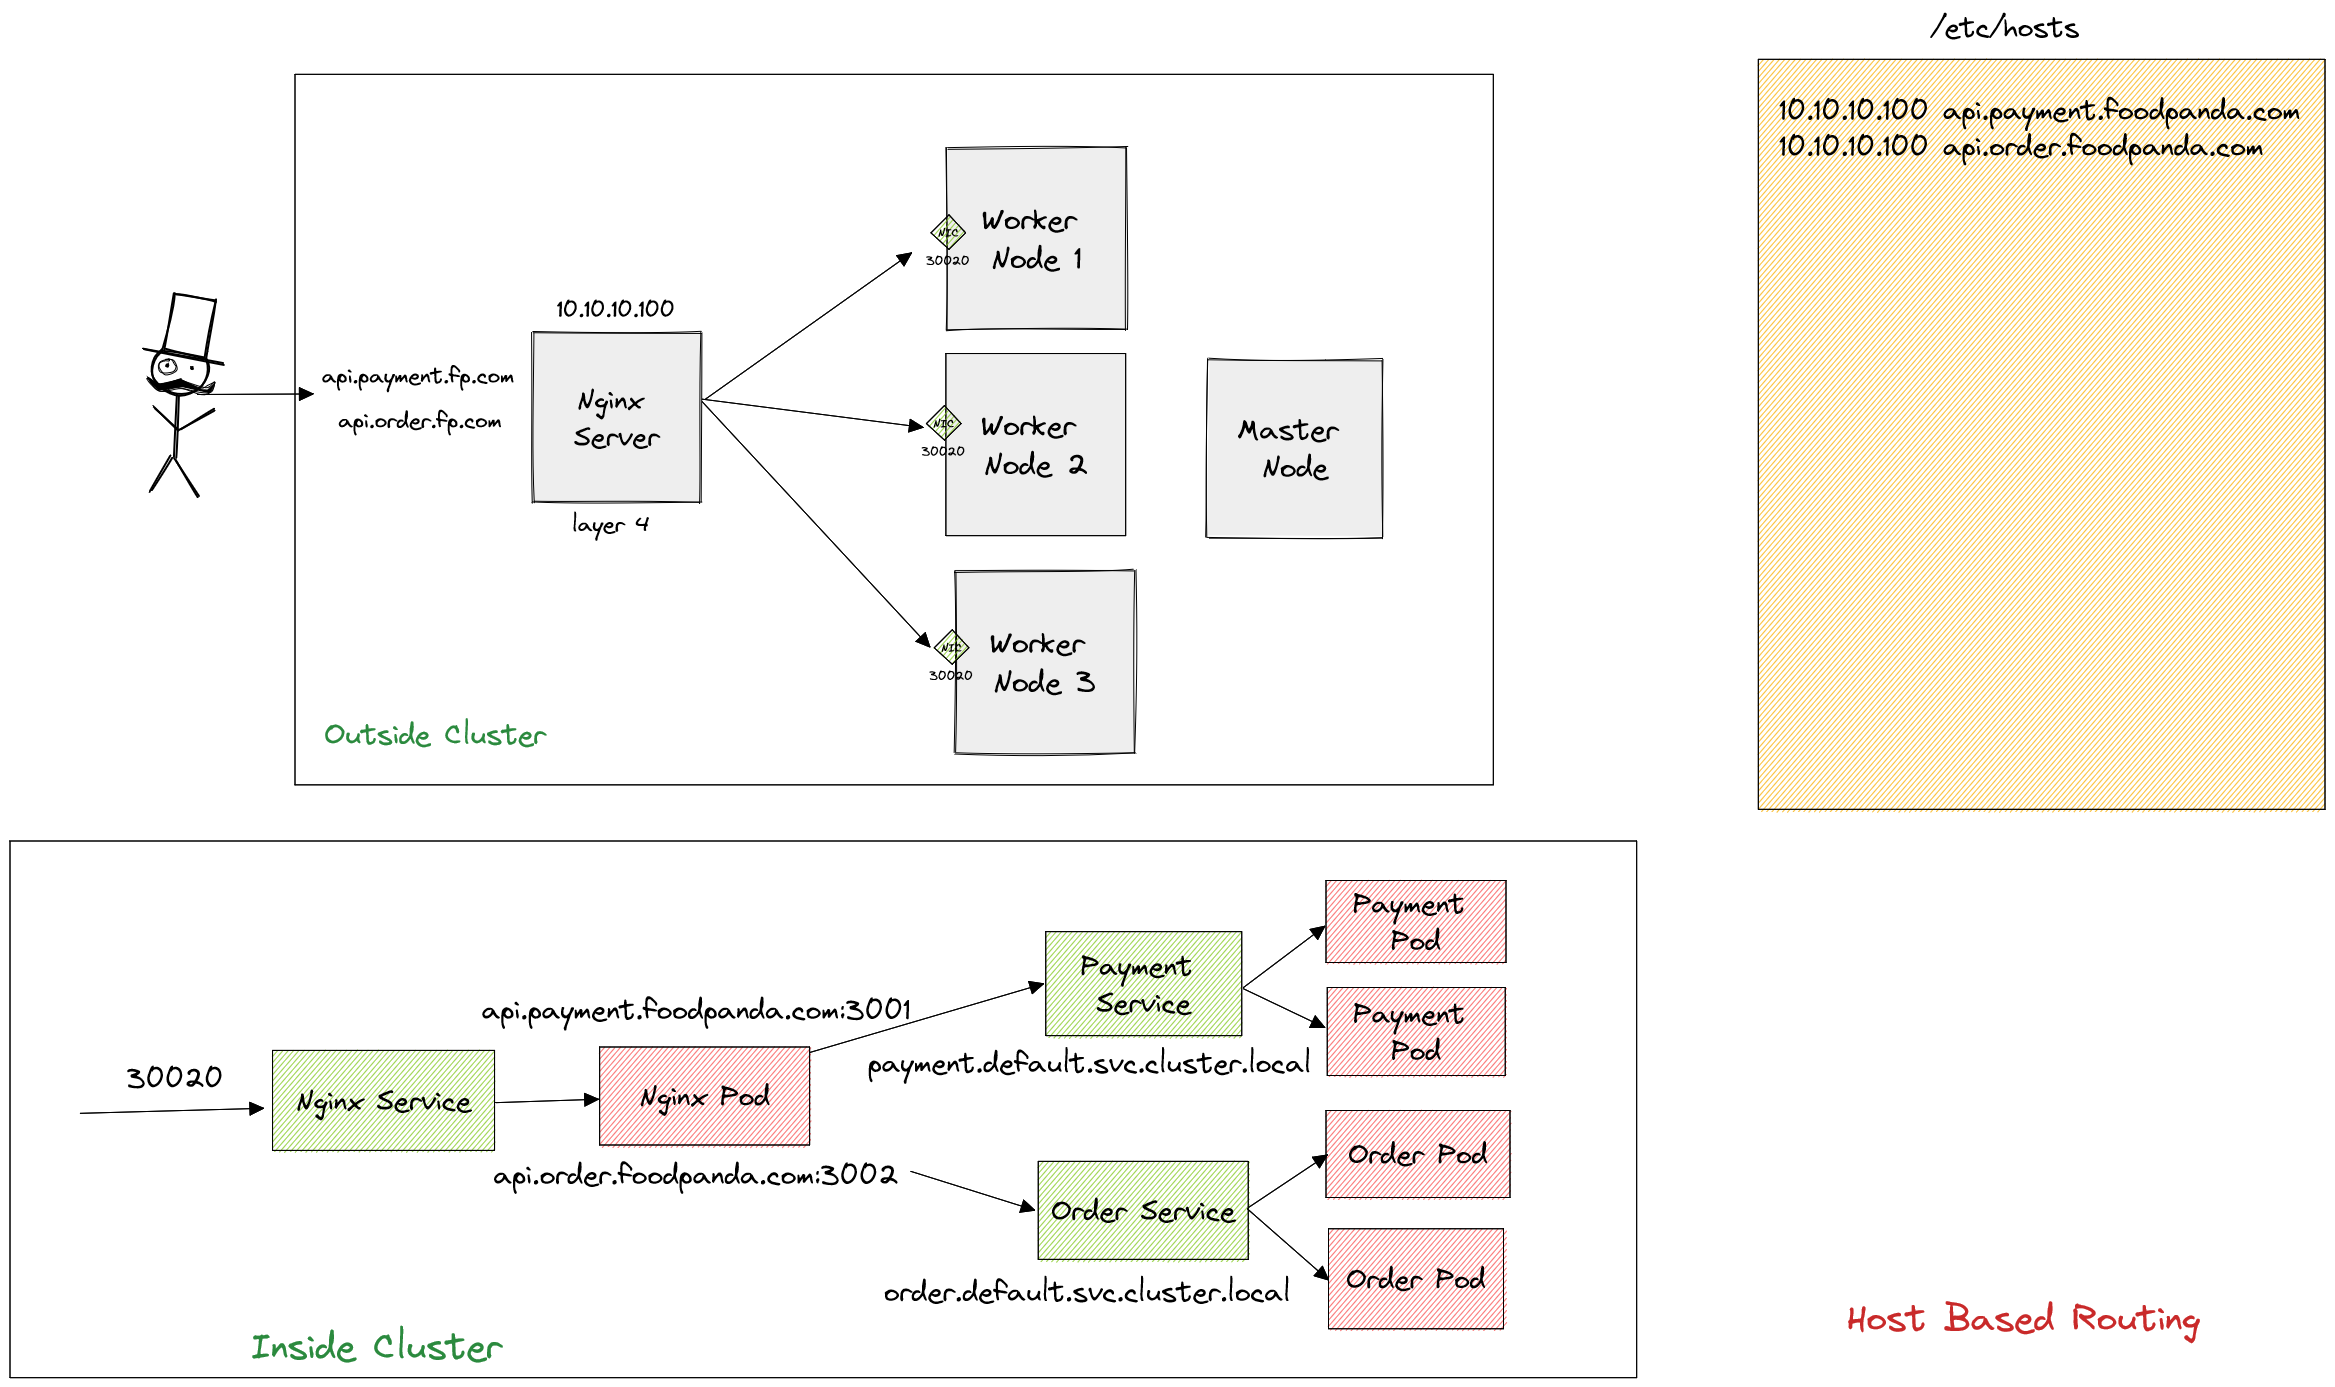 /etc/hosts
10.10.10.100 api.payment.foodpanda.com
10.10.10.100 api.order.foodpanda.com
Worker
Node 1
NIC
30020
10.10.10.100
api.payment.fp.com
api.order.fp.com
Nginx
Server
layer 4
NIC
30020
Worker
Node 2
Master
Node
NIC
30020
Worker
Node 3
Outside Cluster
Payment
Pod
Payment
Service
api.payment.foodpanda.com:3001
Payment
Pod
payment.default.svc.cluster.local
30020
Nginx Service
Nginx Pod
api.order.foodpanda.com:3002
Order Pod
Order Service
order.default.svc.cluster.local
Order Pod
Inside Cluster
Host Based Routing